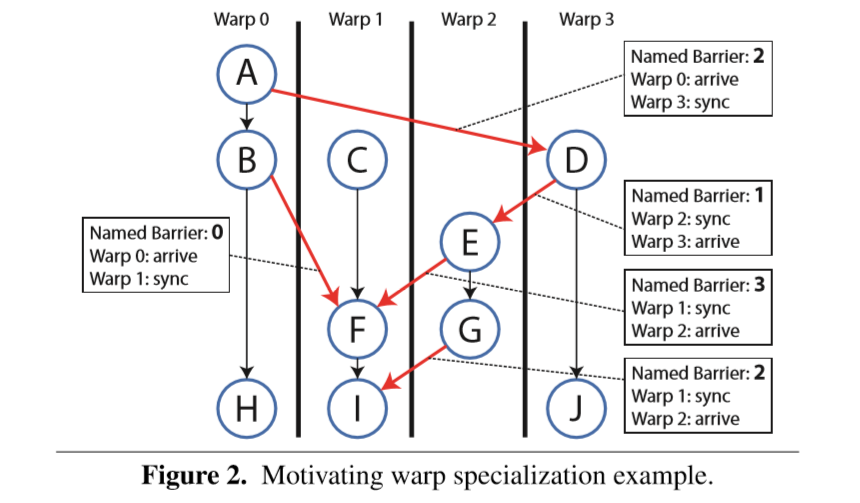 Warp 0
Warp 1
Warp 2
Warp 3
A
Named Barrier: 2
Warp 0: arrive
Warp 3: sync
B
C
D
Named Barrier: 1
Warp 2: sync
Warp 3: arrive
Named Barrier: 0
Warp 0: arrive
Warp 1: sync
E
Named Barrier: 3
Warp 1: sync
Warp 2: arrive
F
G
Named Barrier: 2
Warp 1: sync
Warp 2: arrive
H
I
J
Figure 2. Motivating warp specialization example.